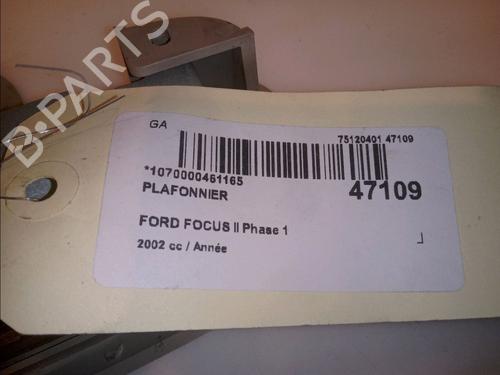 B·PARTS
GA
75120401 47109
*1070000461165
PLAFONNIER
47109
FORD FOCUS II Phase 1
2002 cc / Année